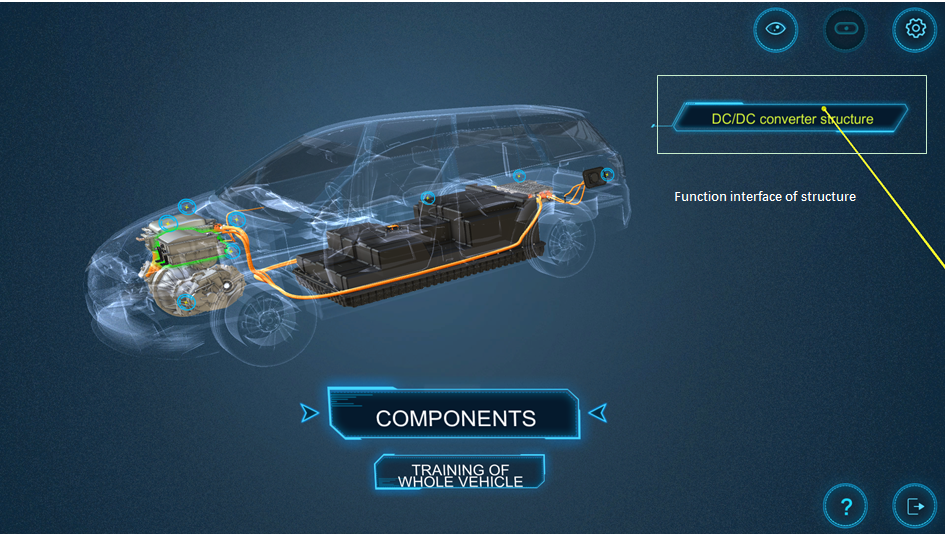 DC/DC converter structure
Function interface of structure
COMPONENTS
TRAINING OF
WHOLE VEHICLE
?